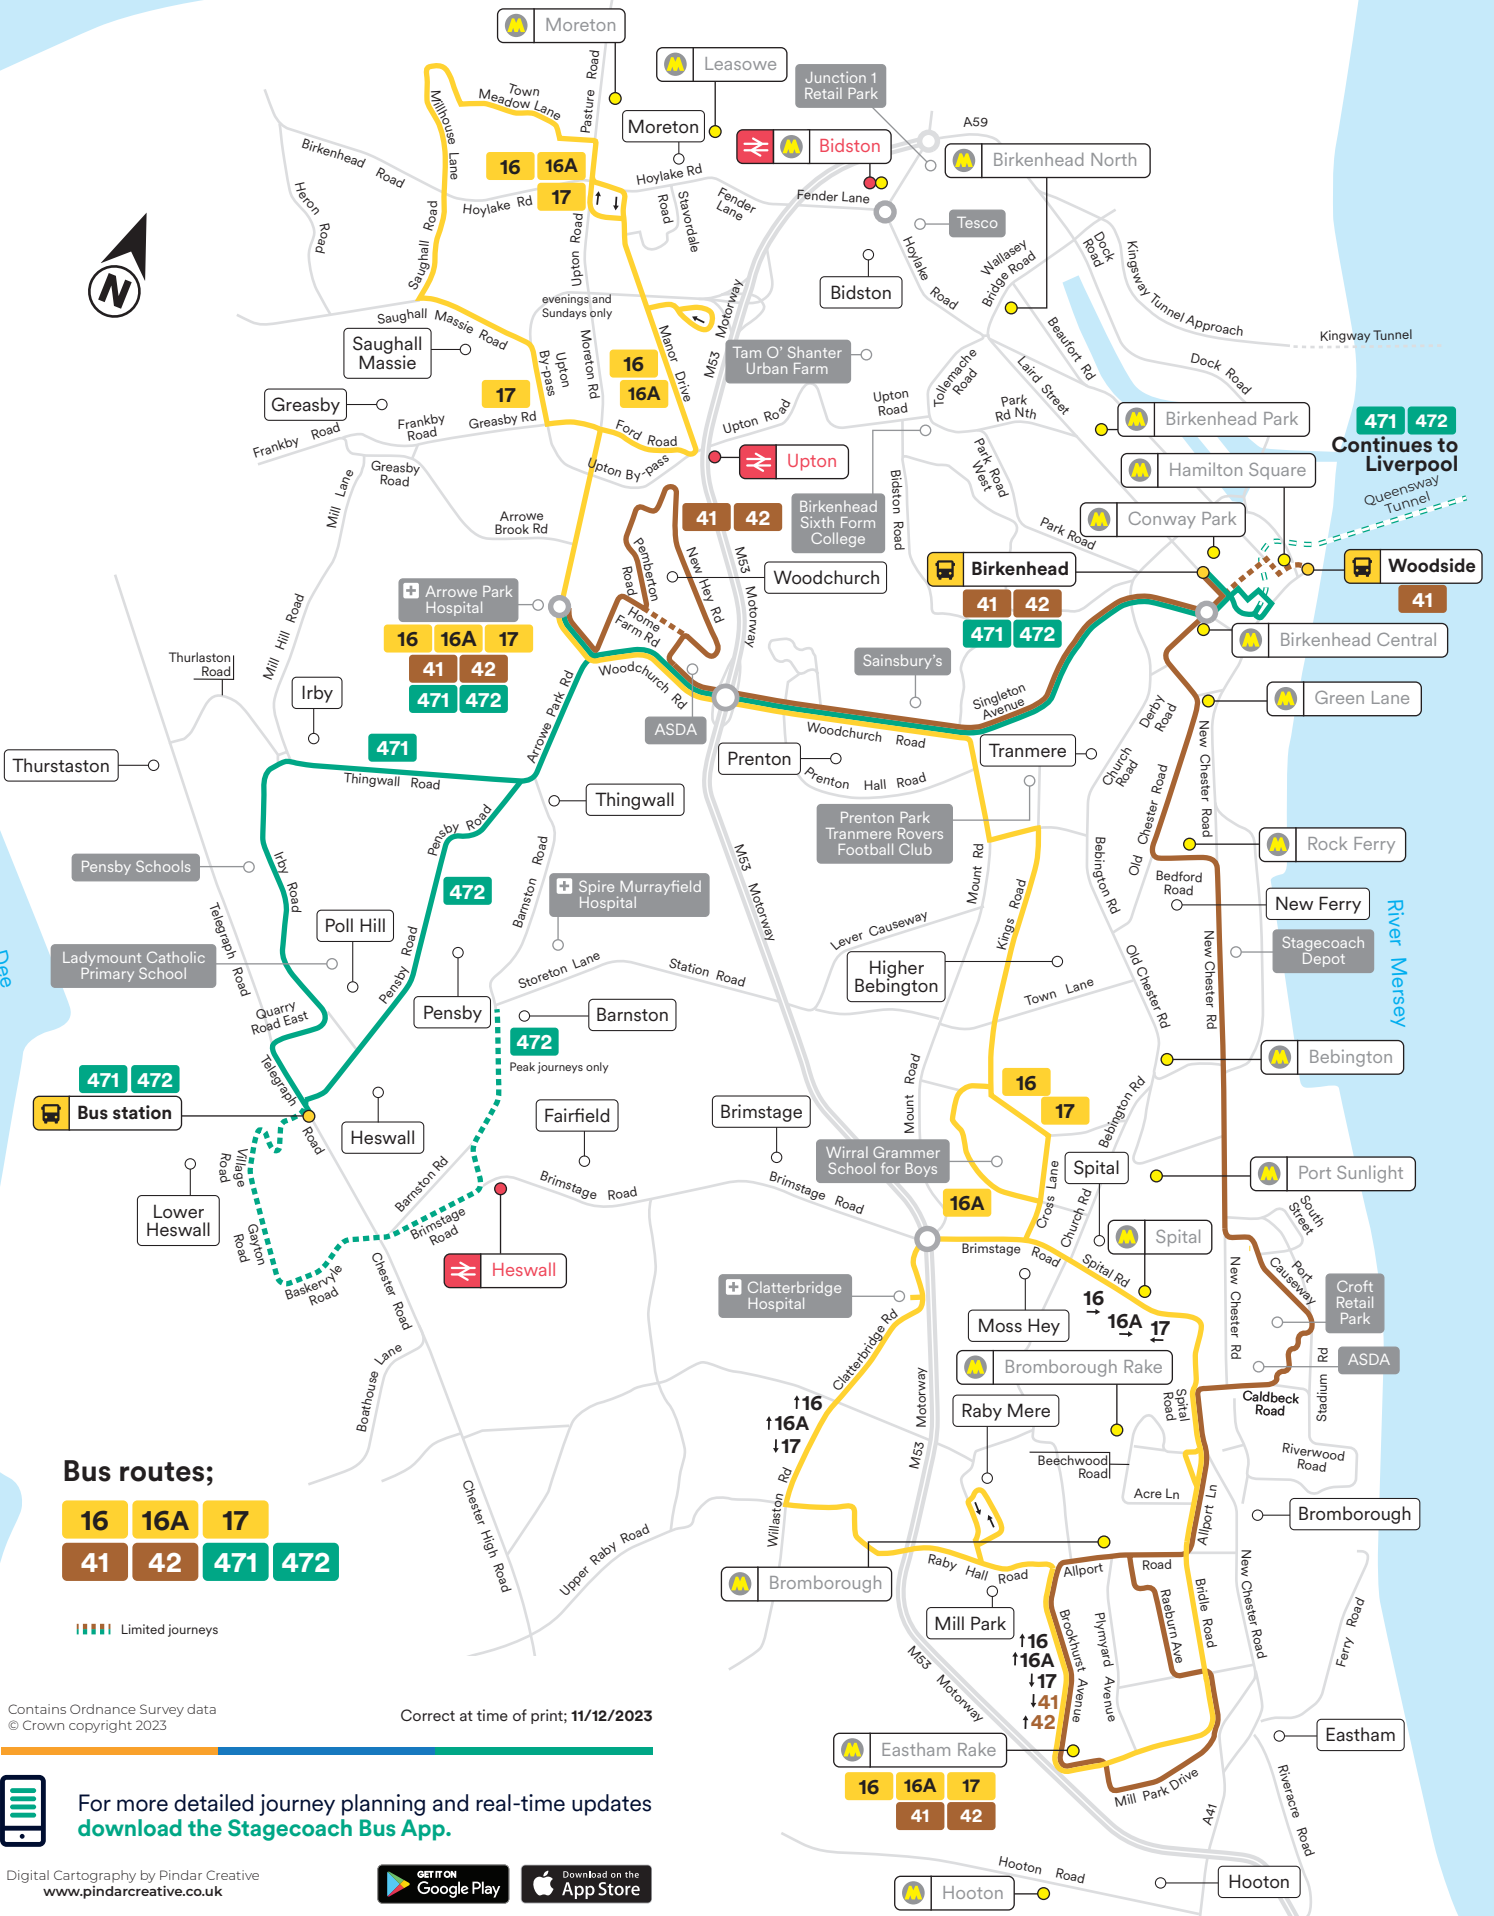 Moreton
Leasowe
Junction 1
Retail Park
Town
Meadow Lane
Pasture Road
Millhouse Lane
Moreton
Bidston
A59
Birkenhead North
Birkenhead Road
16 16A
17
Hoylake Rd
Hoylake Rd
Stavordale
Road
Fender
Lane
Fender Lane
Tesco
Heron Road
Saughall Road
Upton Road
Hoylake Road
Wallasey
Bridge Road
Dock
Road
Kingsway Tunnel Approach
Kingway Tunnel
N
Bidston
evenings and
Sundays only
Saughall Massie Road
Saughall
Massie
Upton
By-pass
Moreton Rd
Manor Drive
M53 Motorway
Tam O' Shanter
Urban Farm
Beaufort Rd
Dock Road
Laird Street
Tollemache
Road
16
16A
17
Greasby
Frankby Road
Frankby
Road
Greasby Rd
Ford Road
Upton Road
Upton
Road
Park
Rd Nth
Birkenhead Park
471 472
Continues to
Liverpool
Queensway
Tunnel
Hamilton Square
Greasby
Road
Upton By-pass
Upton
Mill Lane
Park Road
West
Bidston Road
Birkenhead
Sixth Form
College
Conway Park
Park Road
Arrowe
Brook Rd
41 42
Pemberton
Road
New Hey Rd
M53 Motorway
Woodchurch
Birkenhead
41 42
471 472
Woodside
41
Arrowe Park
Hospital
16 16A 17
41 42
471 472
Home
Farm Rd
Mill Hill Road
Birkenhead Central
Thurlaston
Road
Irby
Woodchurch Rd
Sainsbury's
Singleton
Avenue
Derby
Road
Green Lane
ASDA
Arrowe Park Rd
471
Thingwall Road
Thurstaston
Prenton
Woodchurch Road
Prenton Hall Road
Tranmere
Church
Road
New Chester Road
Thingwall
Prenton Park
Tranmere Rovers
Football Club
Old Chester Road
Rock Ferry
Pensby Road
Pensby Schools
Irby Road
472
Barnston Road
Spire Murrayfield
Hospital
M53 Motorway
Mount Rd
Kings Road
Bebington Rd
Bedford
Road
New Ferry
River Mersey
Telegraph Road
Poll Hill
Lever Causeway
Ladymount Catholic
Primary School
Pensby Road
Storeton Lane
Station Road
Higher
Bebington
Old Chester Rd
New Chester Rd
Stagecoach
Depot
Dee
Quarry
Road East
Pensby
Barnston
Town Lane
472
Peak journeys only
Bebington
Telegraph Road
471 472
Bus station
Heswall
Fairfield
Brimstage
Mount Road
16
17
Bebington Rd
Wirral Grammar
School for Boys
Spital
Port Sunlight
Village
Road
Lower
Heswall
Barnston Rd
Brimstage Road
Brimstage Road
16A
Cross Lane
Church Rd
South
Street
Gayton
Road
Brimstage
Road
Heswall
Baskervyle
Road
Chester Road
Brimstage Road
Spital
Spital Rd
Port
Causeway
Clatterbridge
Hospital
Moss Hey
16
16A
17
New Chester Rd
Croft
Retail
Park
ASDA
Boathouse Lane
Clatterbridge Rd
M53 Motorway
Bromborough Rake
Spital
Road
Caldbeck
Road
Stadium Rd
16
16A
17
Raby Mere
Beechwood
Road
Riverwood
Road
Bus routes;
16 16A 17
41 42 471 472
Limited journeys
Chester High Road
Upper Raby Road
Willaston Rd
M53
Acre Ln
Allport Ln
Bromborough
Bromborough
Raby Hall Road
Allport Road
Mill Park
Brookhurst Avenue
Plymyard Avenue
Raeburn Ave
Bridle Road
New Chester Road
Ferry Road
16
16A
17
41
42
M53 Motorway
Eastham Rake
16 16A 17
41 42
Eastham
Mill Park Drive
A41
Riveracre Road
Hooton Road
Hooton
Hooton
Contains Ordnance Survey data
© Crown copyright 2023
Correct at time of print; 11/12/2023
For more detailed journey planning and real-time updates
download the Stagecoach Bus App.
Digital Cartography by Pindar Creative
www.pindarcreative.co.uk
GET IT ON
Google Play
Download on the
App Store